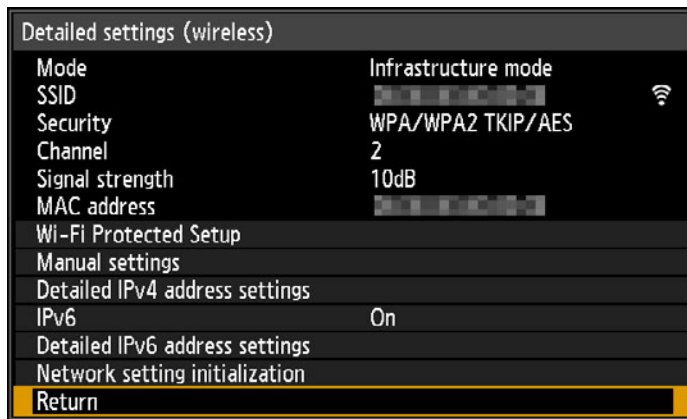 Detailed settings (wireless)
Mode Infrastructure mode
SSID
Security WPA/WPA2 TKIP/AES
Channel 2
Signal strength 10dB
MAC address
Wi-Fi Protected Setup
Manual settings
Detailed IPv4 address settings
IPv6 On
Detailed IPv6 address settings
Network setting initialization
Return